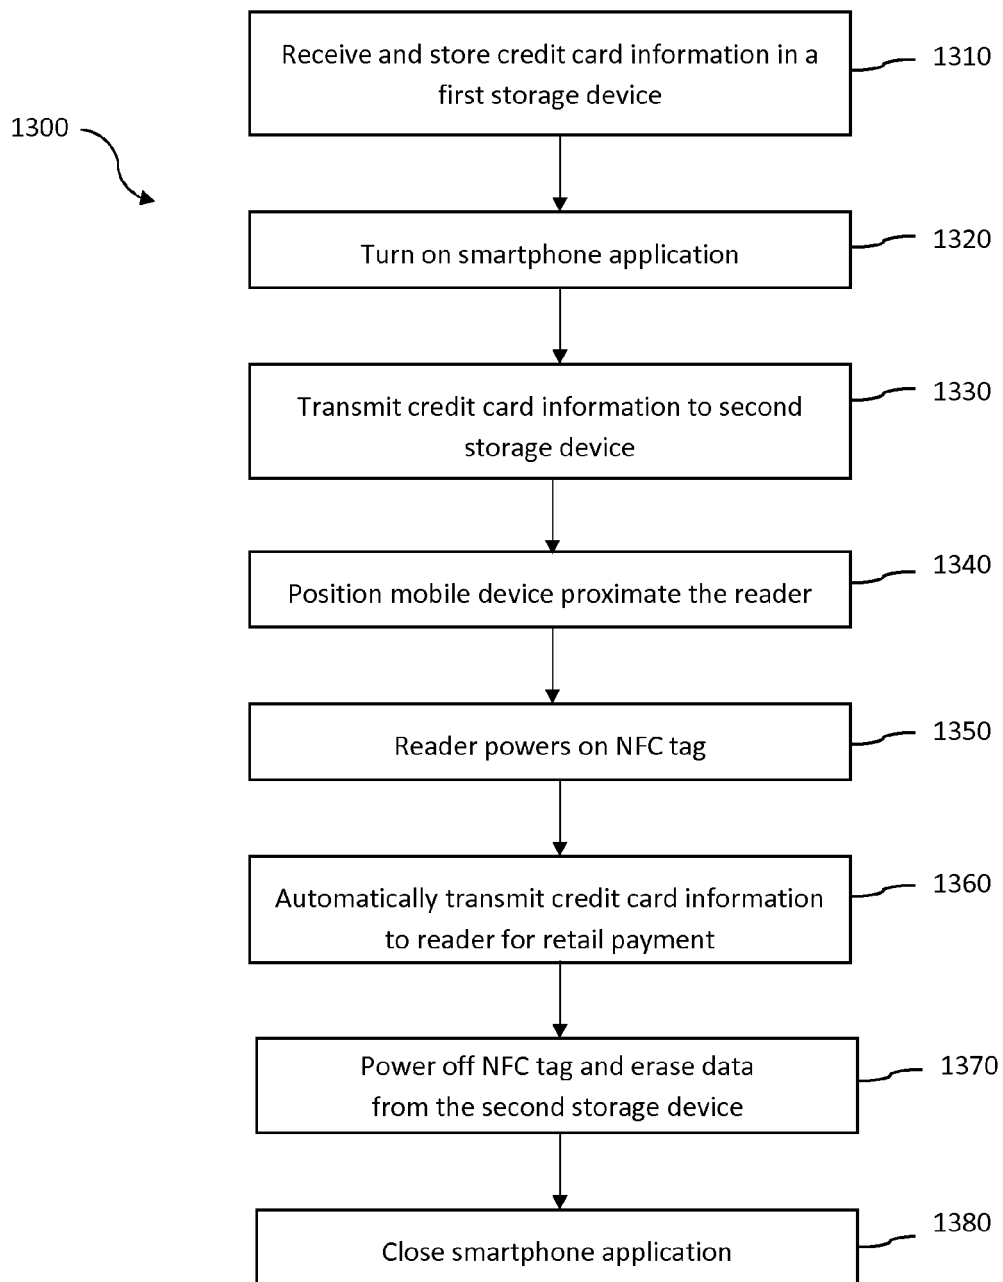 Receive and store credit card information in a
first storage device
1310
1300
Turn on smartphone application
1320
Transmit credit card information to second
storage device
1330
Position mobile device proximate the reader
1340
Reader powers on NFC tag
1350
Automatically transmit credit card information
to reader for retail payment
1360
Power off NFC tag and erase data
from the second storage device
1370
Close smartphone application
1380